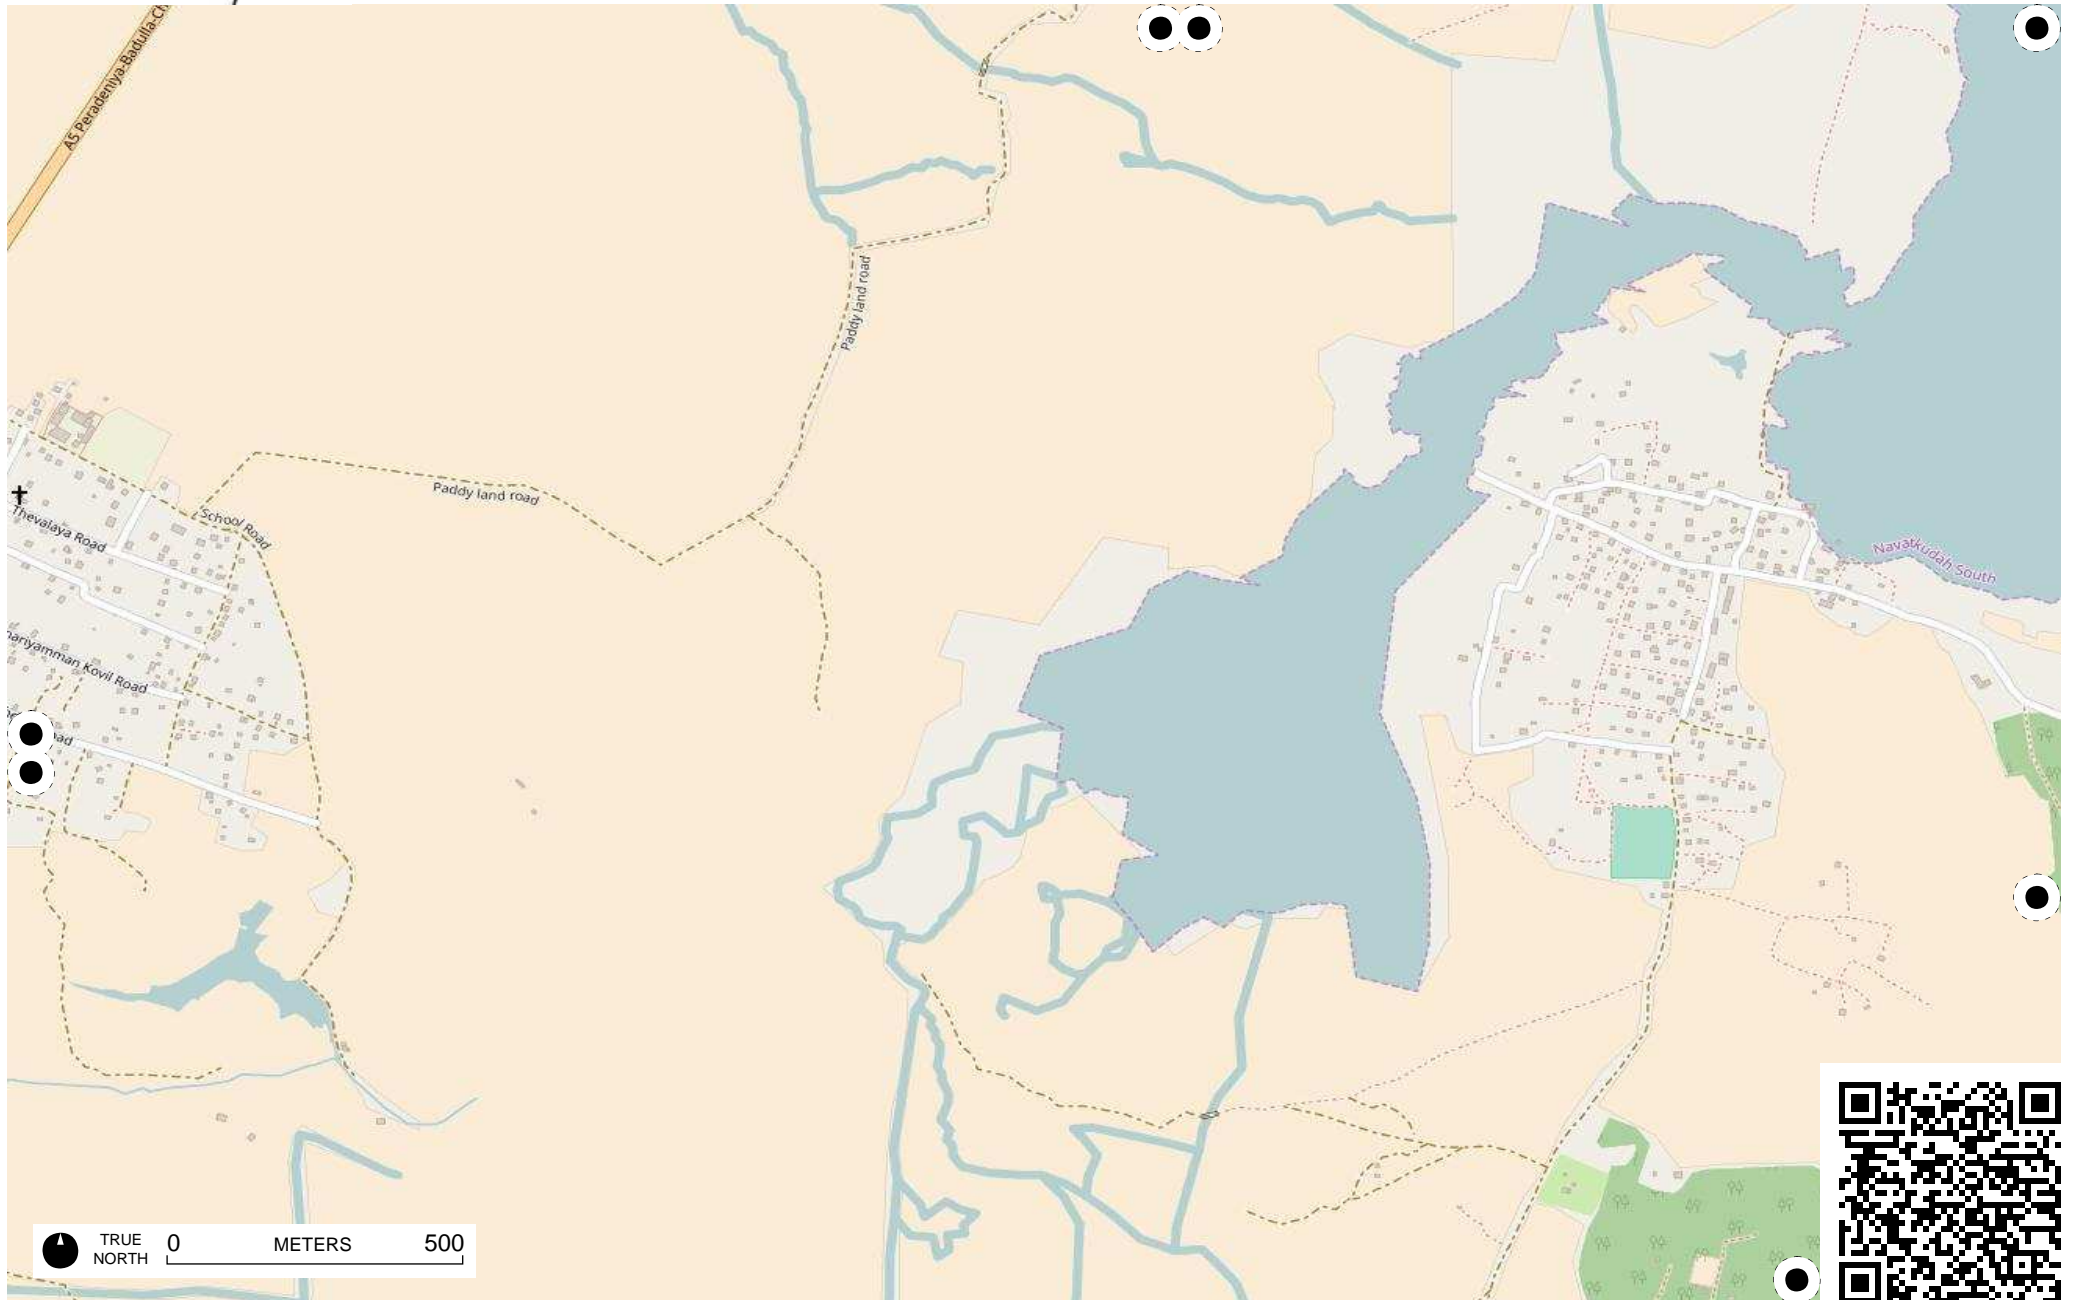 A5 Peradeniya-Badulla-Ch
Paddy land road
Paddy land road
School Road
Thevalaya Road
ariyamman Kovil Road
oad
Navatkudah South
TRUE
NORTH
0
METERS
500